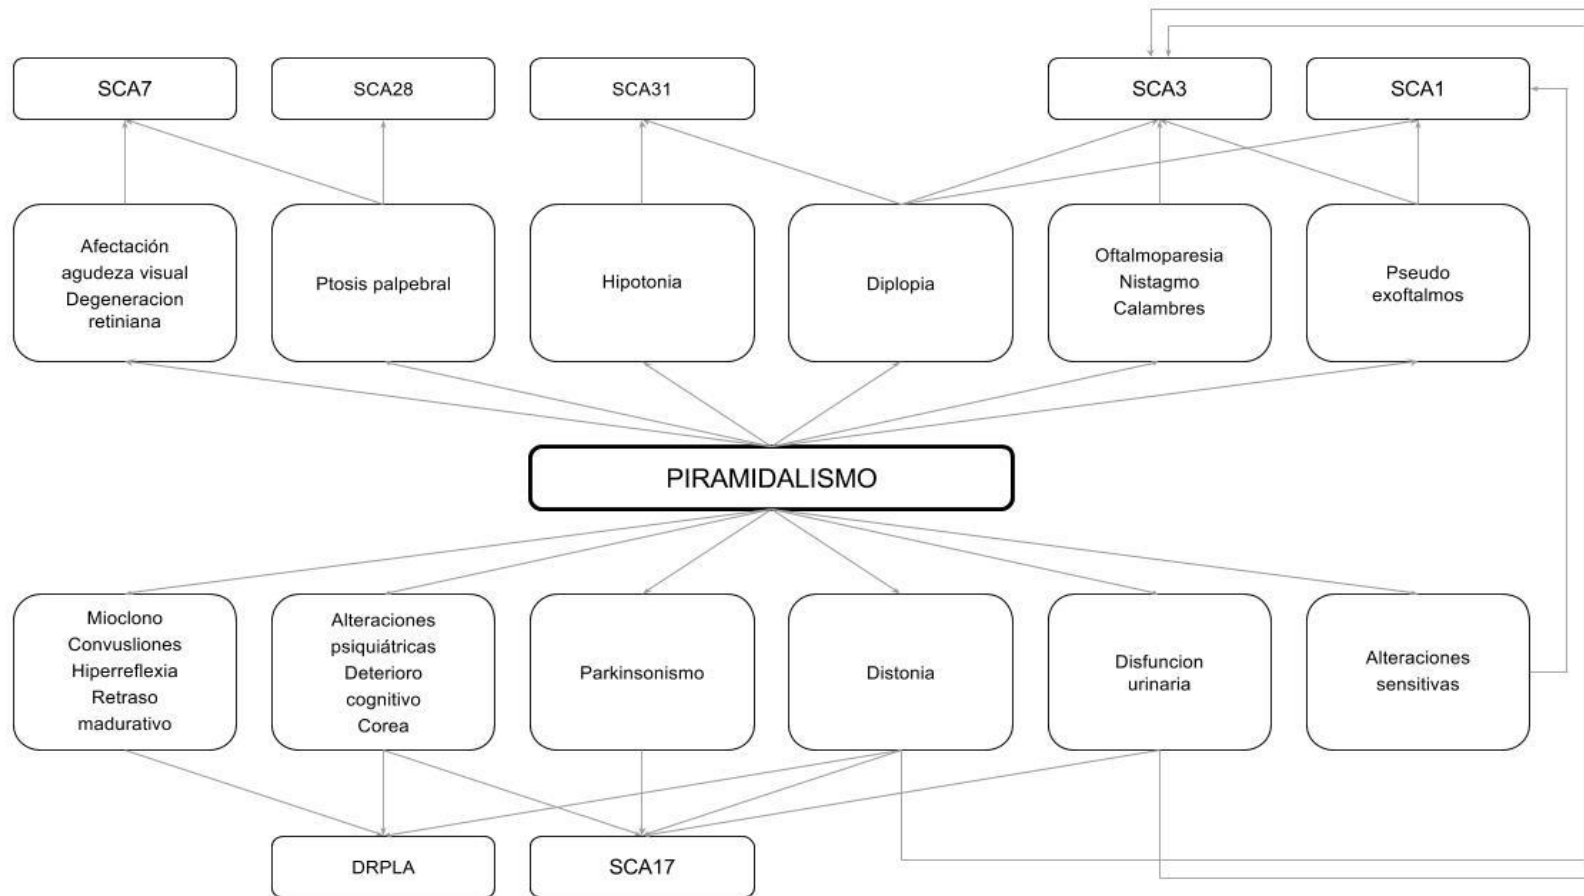 SCA7
SCA28
SCA31
SCA3
SCA1
Afectación
agudeza visual
Degeneracion
retiniana
Ptosis palpebral
Hipotonia
Diplopia
Oftalmoparesia
Nistagmo
Calambres
Pseudo
exoftalmos
PIRAMIDALISMO
Mioclono
Convusliones
Hiperreflexia
Retraso
madurativo
Alteraciones
psiquiátricas
Deterioro
cognitivo
Corea
Parkinsonismo
Distonia
Disfuncion
urinaria
Alteraciones
sensitivas
DRPLA
SCA17